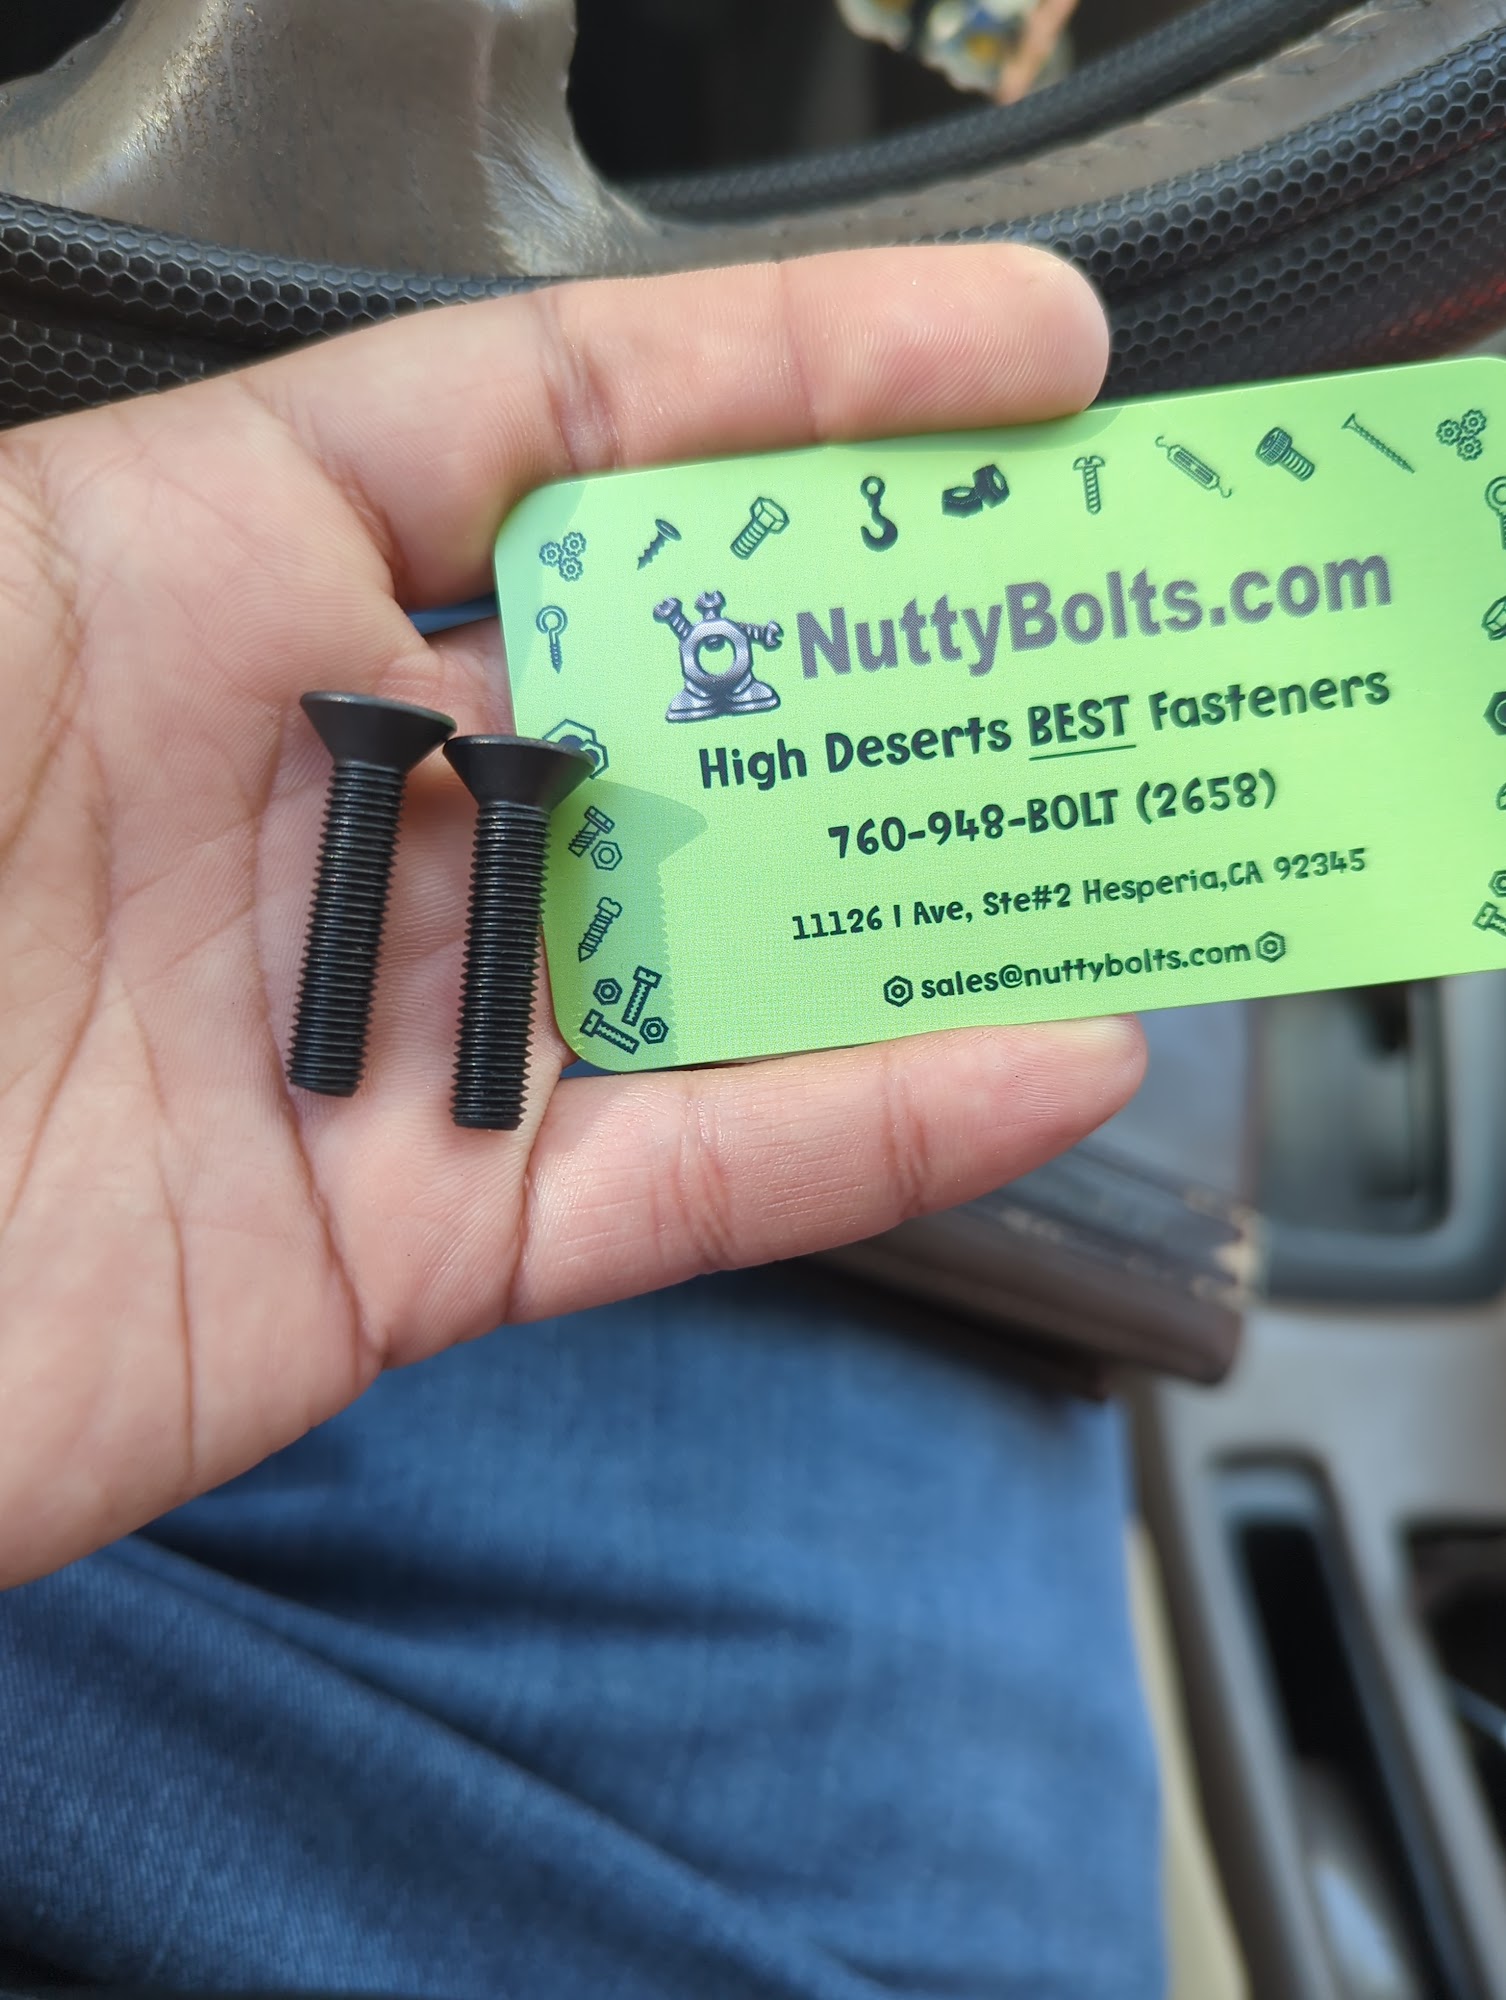 NuttyBolts.com
High Deserts BEST Fasteners
760-948-BOLT (2658)
11126 I Ave, Ste#2 Hesperia,CA 92345
sales@nuttybolts.com